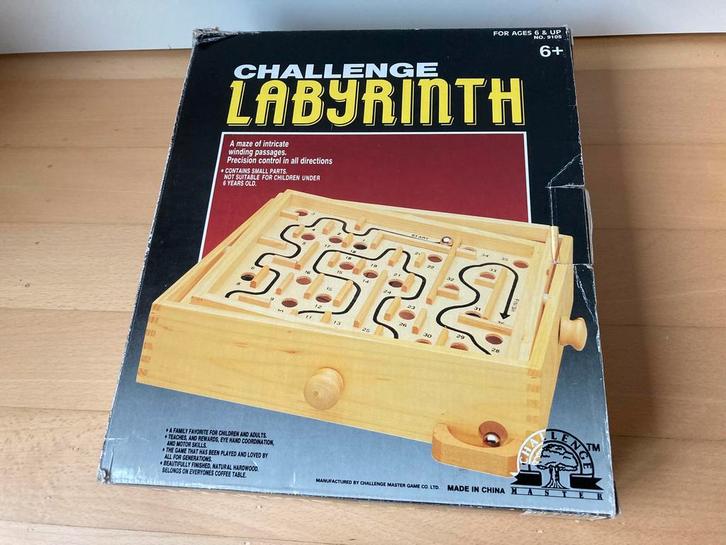 FOR AGES 6 & UP
NO. 9105
6+
CHALLENGE
LABYRINTH
A maze of intricate
winding passages.
Precision control in all directions
• CONTAINS SMALL PARTS.
NOT SUITABLE FOR CHILDREN UNDER
6 YEARS OLD.
START
FINISH
• A FAMILY FAVORITE FOR CHILDREN AND ADULTS.
• TEACHES, AND REWARDS, EYE HAND COORDINATION,
AND MOTOR SKILLS.
• THE GAME THAT HAS BEEN PLAYED AND LOVED BY
ALL FOR GENERATIONS.
• BEAUTIFULLY FINISHED, NATURAL HARDWOOD.
BELONGS ON EVERYONES COFFEE TABLE.
MANUFACTURED BY CHALLENGE MASTER GAME CO. LTD.
MADE IN CHINA
CHALLENGE
TM
MASTER